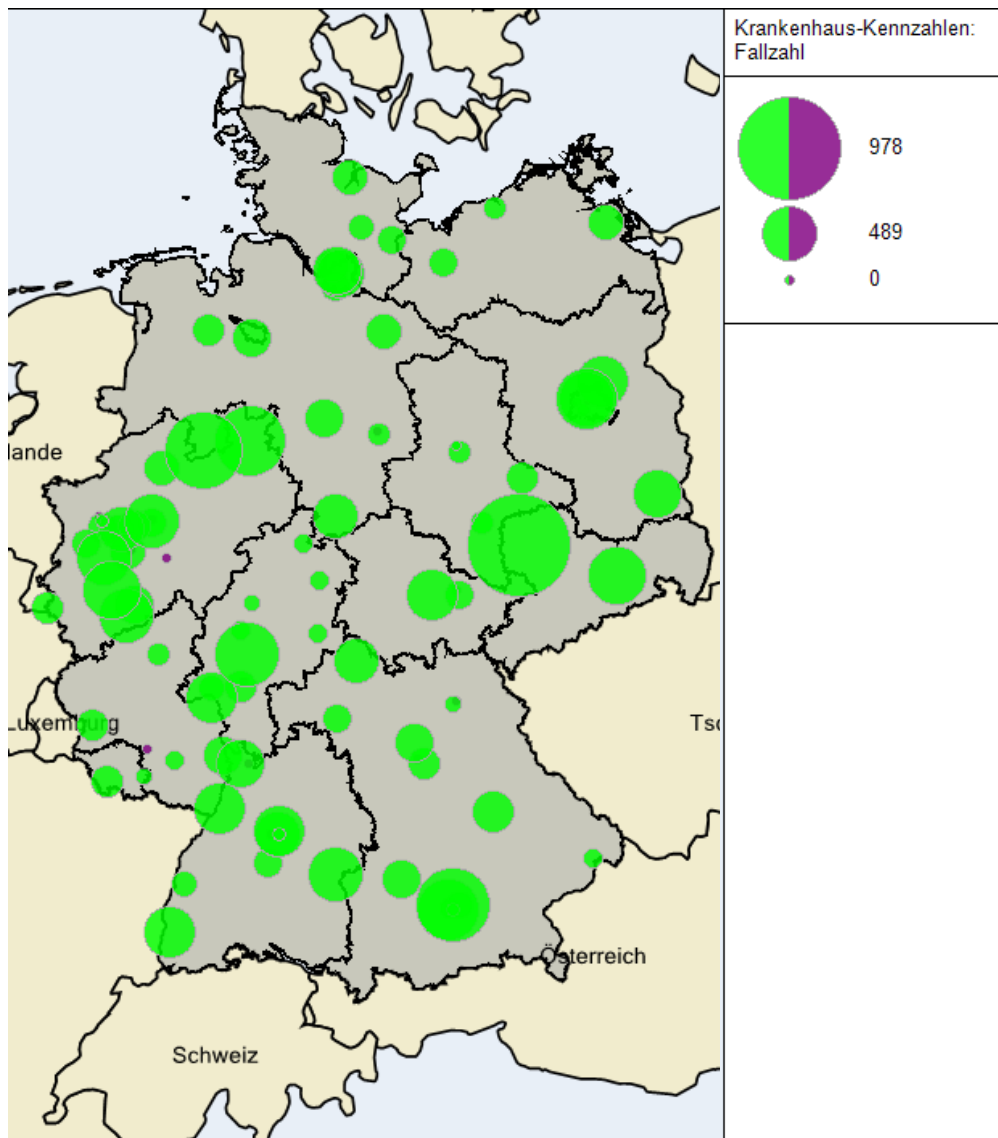 Krankenhaus-Kennzahlen:
Fallzahl
978
489
0
lande
Luxemburg
Tsc
Österreich
Schweiz